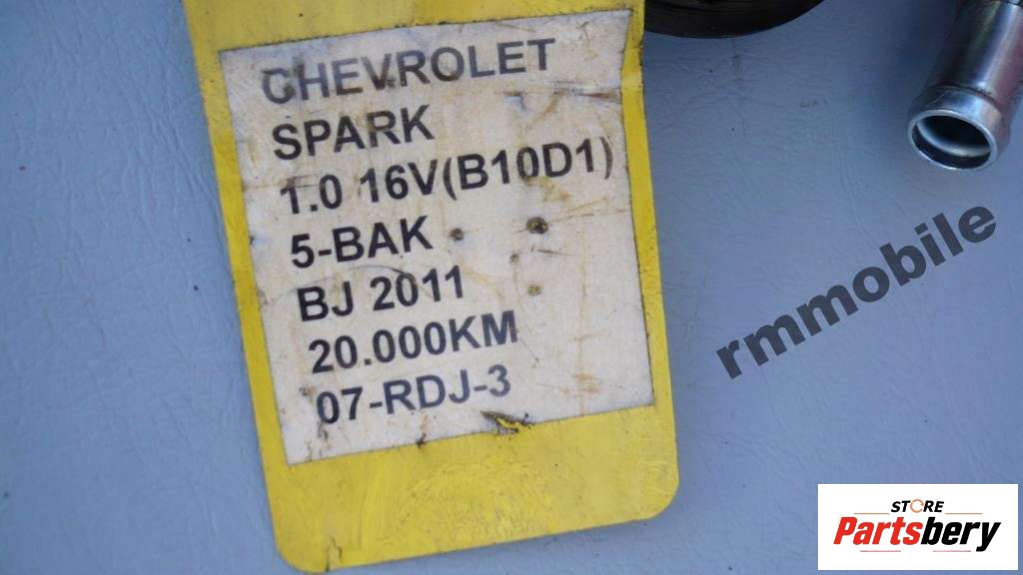 CHEVROLET
SPARK
1.0 16V(B10D1)
5-BAK
BJ 2011
20.000KM
07-RDJ-3
rmmobile
STORE
Partsbery